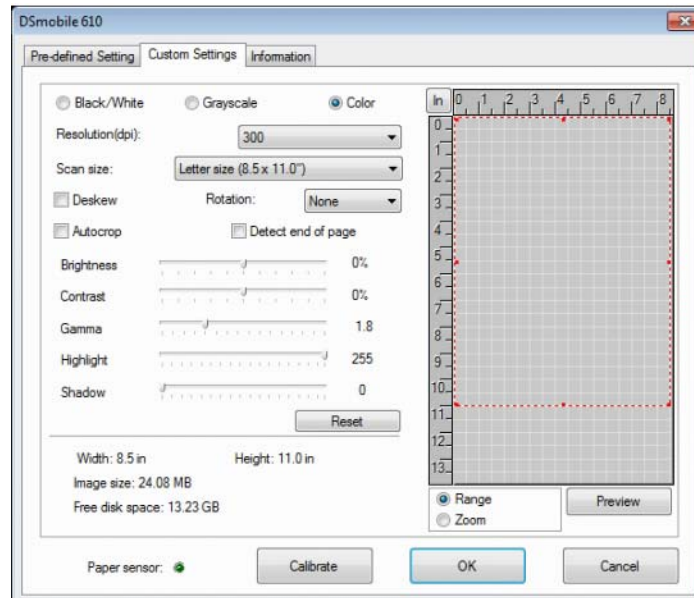 DSmobile 610
Pre-defined Setting Custom Settings Information
Black/White Grayscale Color
Resolution(dpi): 300
Scan size: Letter size (8.5 x 11.0")
Deskew Rotation: None
Autocrop Detect end of page
Brightness 0%
Contrast 0%
Gamma 1.8
Highlight 255
Shadow 0
Reset
Width: 8.5 in Height: 11.0 in
Image size: 24.08 MB
Free disk space: 13.23 GB
In 0 1 2 3 4 5 6 7 8
0
1
2
3
4
5
6
7
8
9
10
11
12
13
Range
Zoom
Preview
Paper sensor: Calibrate OK Cancel